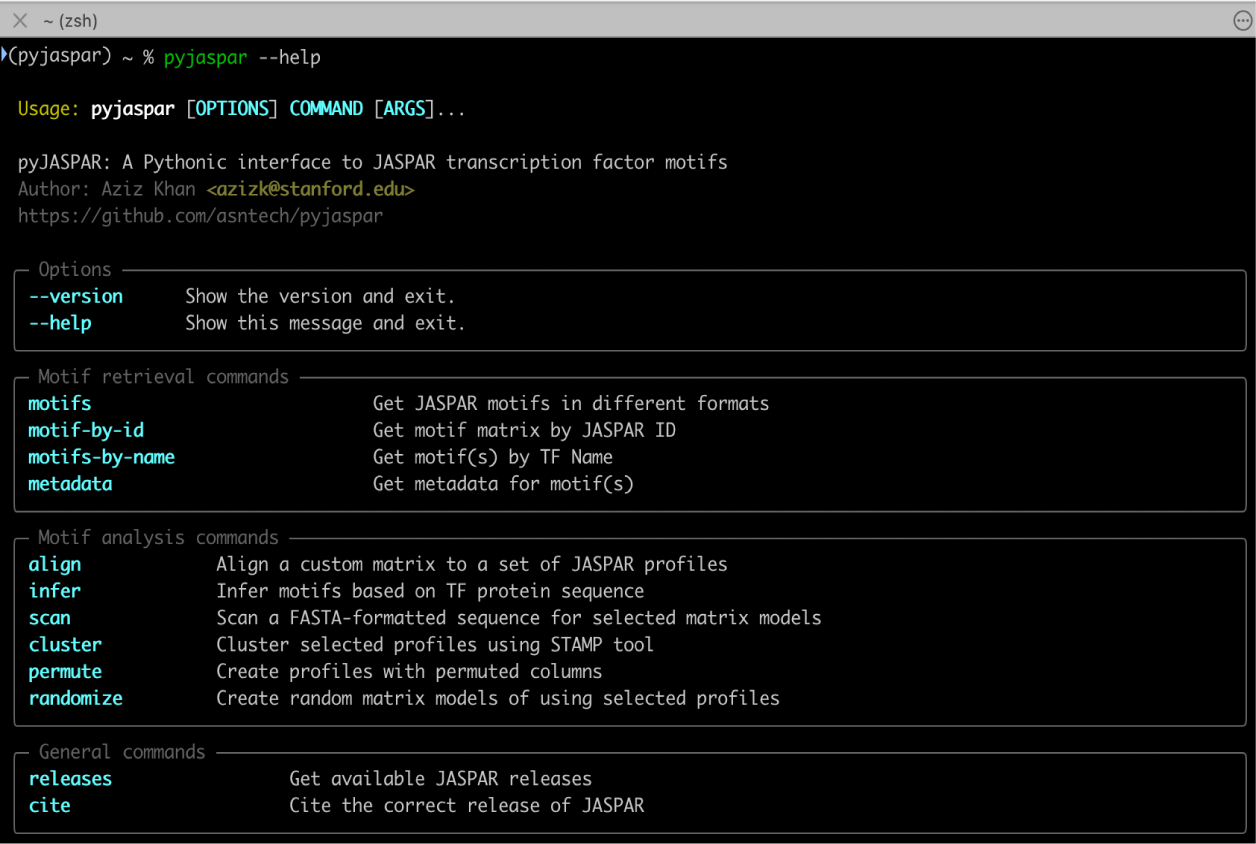 ~ (zsh)
(pyjaspar) ~ % pyjaspar --help
Usage: pyjaspar [OPTIONS] COMMAND [ARGS]...
pyJASPAR: A Pythonic interface to JASPAR transcription factor motifs
Author: Aziz Khan <azizk@stanford.edu>
https://github.com/asntech/pyjaspar
Options
--version Show the version and exit.
--help Show this message and exit.
Motif retrieval commands
motifs Get JASPAR motifs in different formats
motif-by-id Get motif matrix by JASPAR ID
motifs-by-name Get motif(s) by TF Name
metadata Get metadata for motif(s)
Motif analysis commands
align Align a custom matrix to a set of JASPAR profiles
infer Infer motifs based on TF protein sequence
scan Scan a FASTA-formatted sequence for selected matrix models
cluster Cluster selected profiles using STAMP tool
permute Create profiles with permuted columns
randomize Create random matrix models of using selected profiles
General commands
releases Get available JASPAR releases
cite Cite the correct release of JASPAR